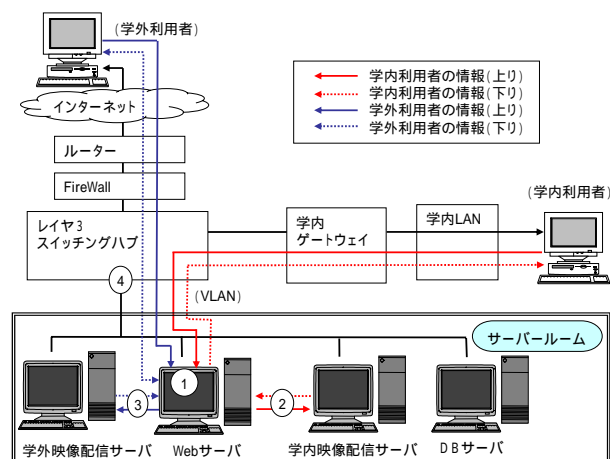 (学外利用者)
学内利用者の情報(上り)
学内利用者の情報(下り)
学外利用者の情報(上り)
学外利用者の情報(下り)
インターネット
ルーター
FireWall
(学内利用者)
レイヤ3
スイッチングハブ
学内
ゲートウェイ
学内LAN
4
(VLAN)
サーバールーム
1
3
2
学外映像配信サーバ
Webサーバ
学内映像配信サーバ
DBサーバ